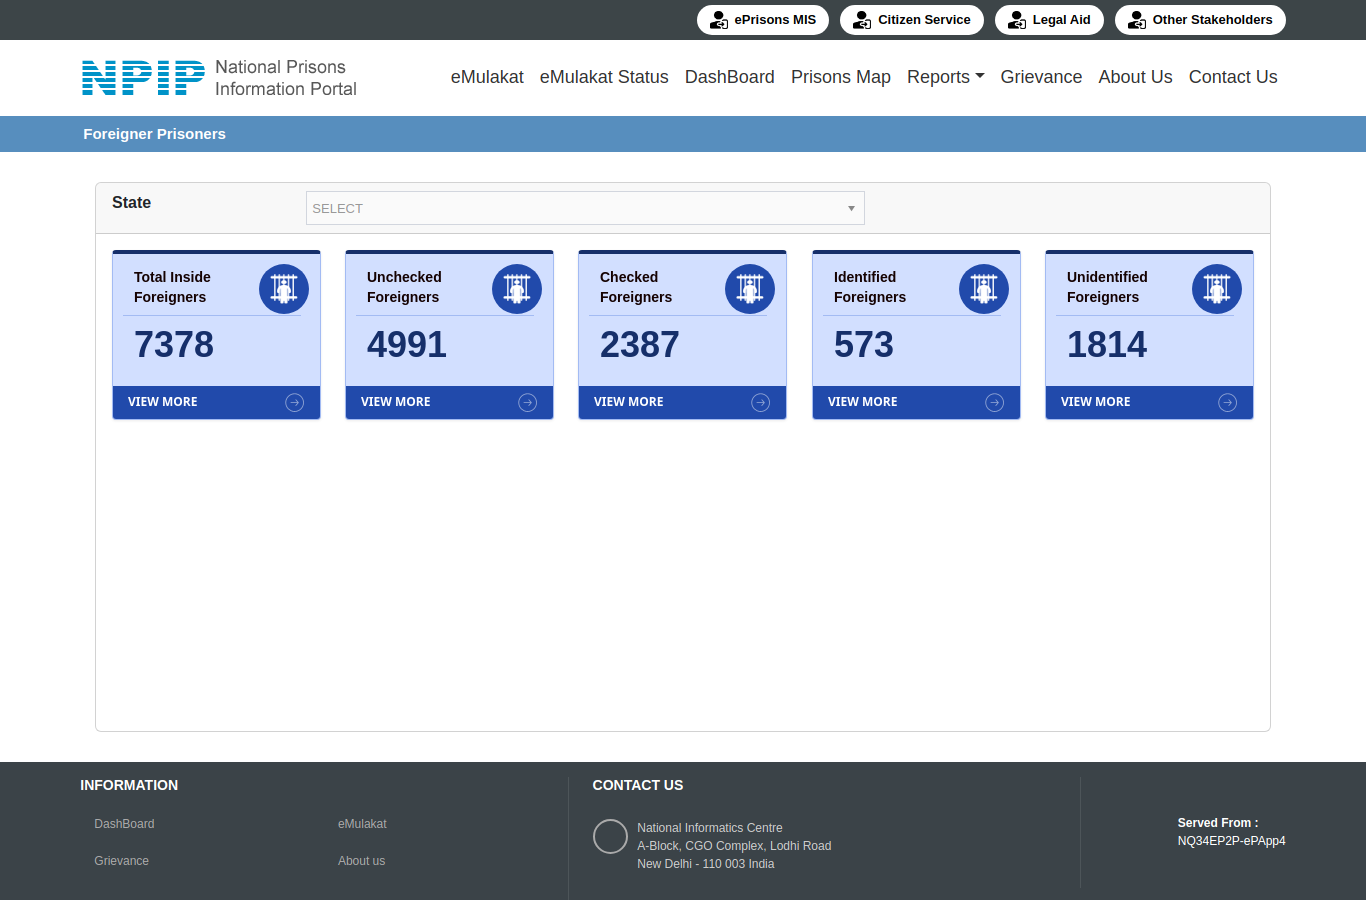 ePrisons MIS
Citizen Service
Legal Aid
Other Stakeholders
NPIP National Prisons
Information Portal
eMulakat
eMulakat Status
DashBoard
Prisons Map
Reports
Grievance
About Us
Contact Us
Foreigner Prisoners
State
SELECT
Total Inside
Foreigners
7378
VIEW MORE
Unchecked
Foreigners
4991
VIEW MORE
Checked
Foreigners
2387
VIEW MORE
Identified
Foreigners
573
VIEW MORE
Unidentified
Foreigners
1814
VIEW MORE
INFORMATION
DashBoard
eMulakat
Grievance
About us
CONTACT US
National Informatics Centre
A-Block, CGO Complex, Lodhi Road
New Delhi - 110 003 India
Served From :
NQ34EP2P-ePApp4